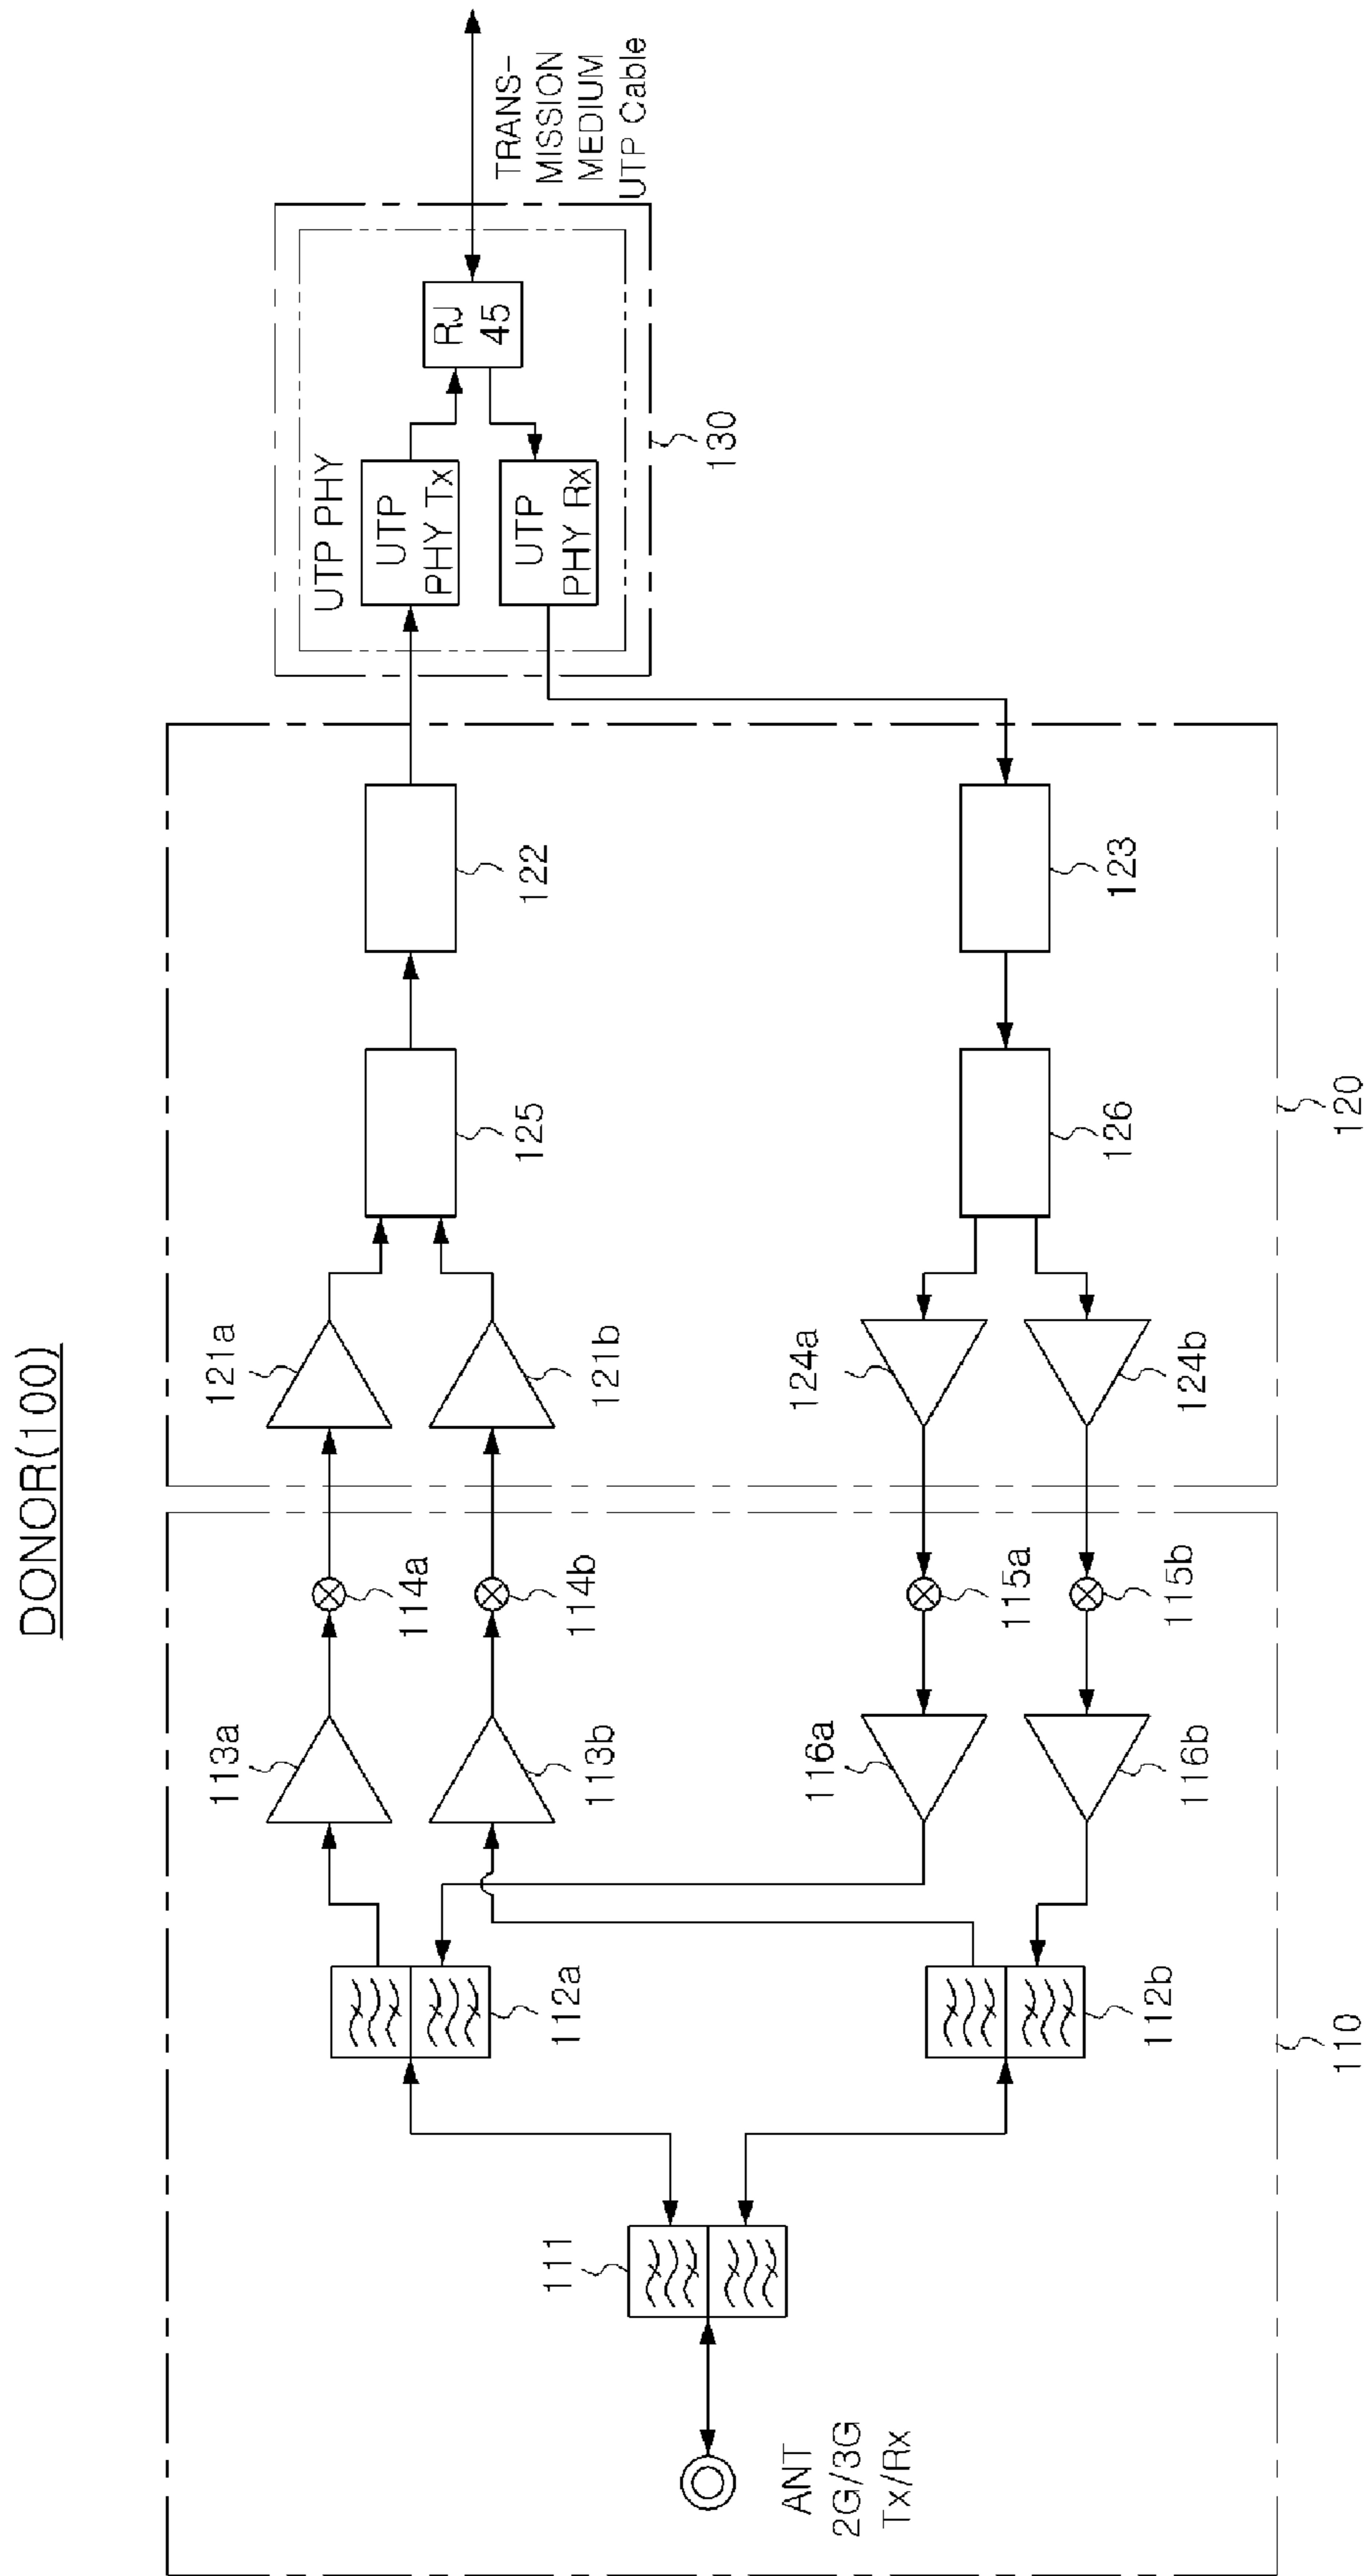 DONOR(100)
ANT
2G/3G
Tx/Rx
111
112a
112b
113a
113b
114a
114b
116a
116b
115a
115b
110
121a
121b
125
122
124a
124b
126
123
120
UTP PHY
UTP
PHY Tx
UTP
PHY Rx
RJ
45
130
TRANS-
MISSION
MEDIUM
UTP Cable